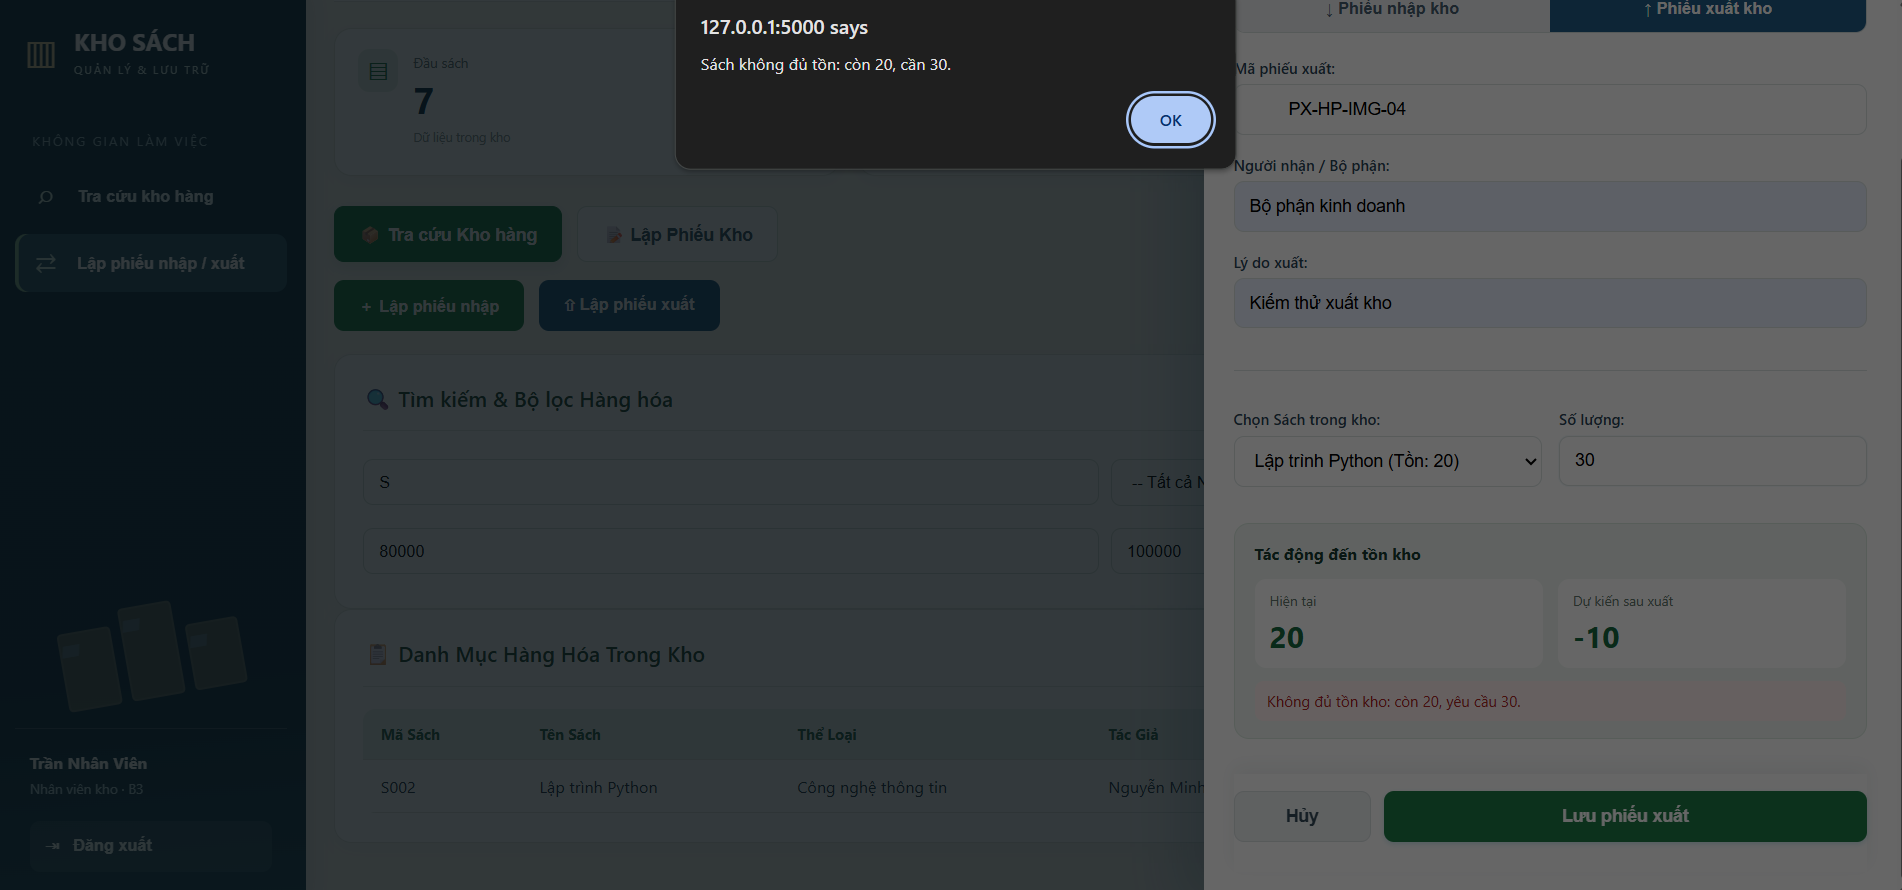 KHO SÁCH
QUẢN LÝ & LƯU TRỮ
KHÔNG GIAN LÀM VIỆC
Tra cứu kho hàng
Lập phiếu nhập / xuất
Trần Nhân Viên
Nhân viên kho · B3
Đăng xuất
Đầu sách
7
Dữ liệu trong kho
127.0.0.1:5000 says
Sách không đủ tồn: còn 20, cần 30.
OK
Tra cứu Kho hàng
Lập Phiếu Kho
+ Lập phiếu nhập
⇧ Lập phiếu xuất
Tìm kiếm & Bộ lọc Hàng hóa
S
-- Tất cả N
80000
100000
Danh Mục Hàng Hóa Trong Kho
Mã Sách Tên Sách Thể Loại Tác Giả
S002 Lập trình Python Công nghệ thông tin Nguyễn Minh
↓ Phiếu nhập kho
↑ Phiếu xuất kho
Mã phiếu xuất:
PX-HP-IMG-04
Người nhận / Bộ phận:
Bộ phận kinh doanh
Lý do xuất:
Kiểm thử xuất kho
Chọn Sách trong kho:
Số lượng:
Lập trình Python (Tồn: 20)
30
Tác động đến tồn kho
Hiện tại
20
Dự kiến sau xuất
-10
Không đủ tồn kho: còn 20, yêu cầu 30.
Hủy
Lưu phiếu xuất